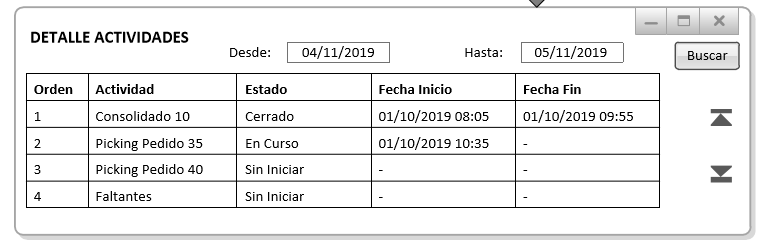 DETALLE ACTIVIDADES
Desde: 04/11/2019 Hasta: 05/11/2019 Buscar
Orden Actividad Estado Fecha Inicio Fecha Fin
1 Consolidado 10 Cerrado 01/10/2019 08:05 01/10/2019 09:55
2 Picking Pedido 35 En Curso 01/10/2019 10:35 -
3 Picking Pedido 40 Sin Iniciar - -
4 Faltantes Sin Iniciar - -